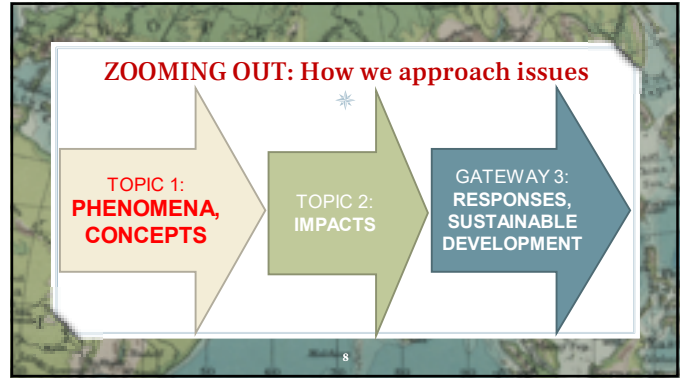 ZOOMING OUT: How we approach issues
TOPIC 1:
PHENOMENA,
CONCEPTS
TOPIC 2:
IMPACTS
GATEWAY 3:
RESPONSES,
SUSTAINABLE
DEVELOPMENT
8